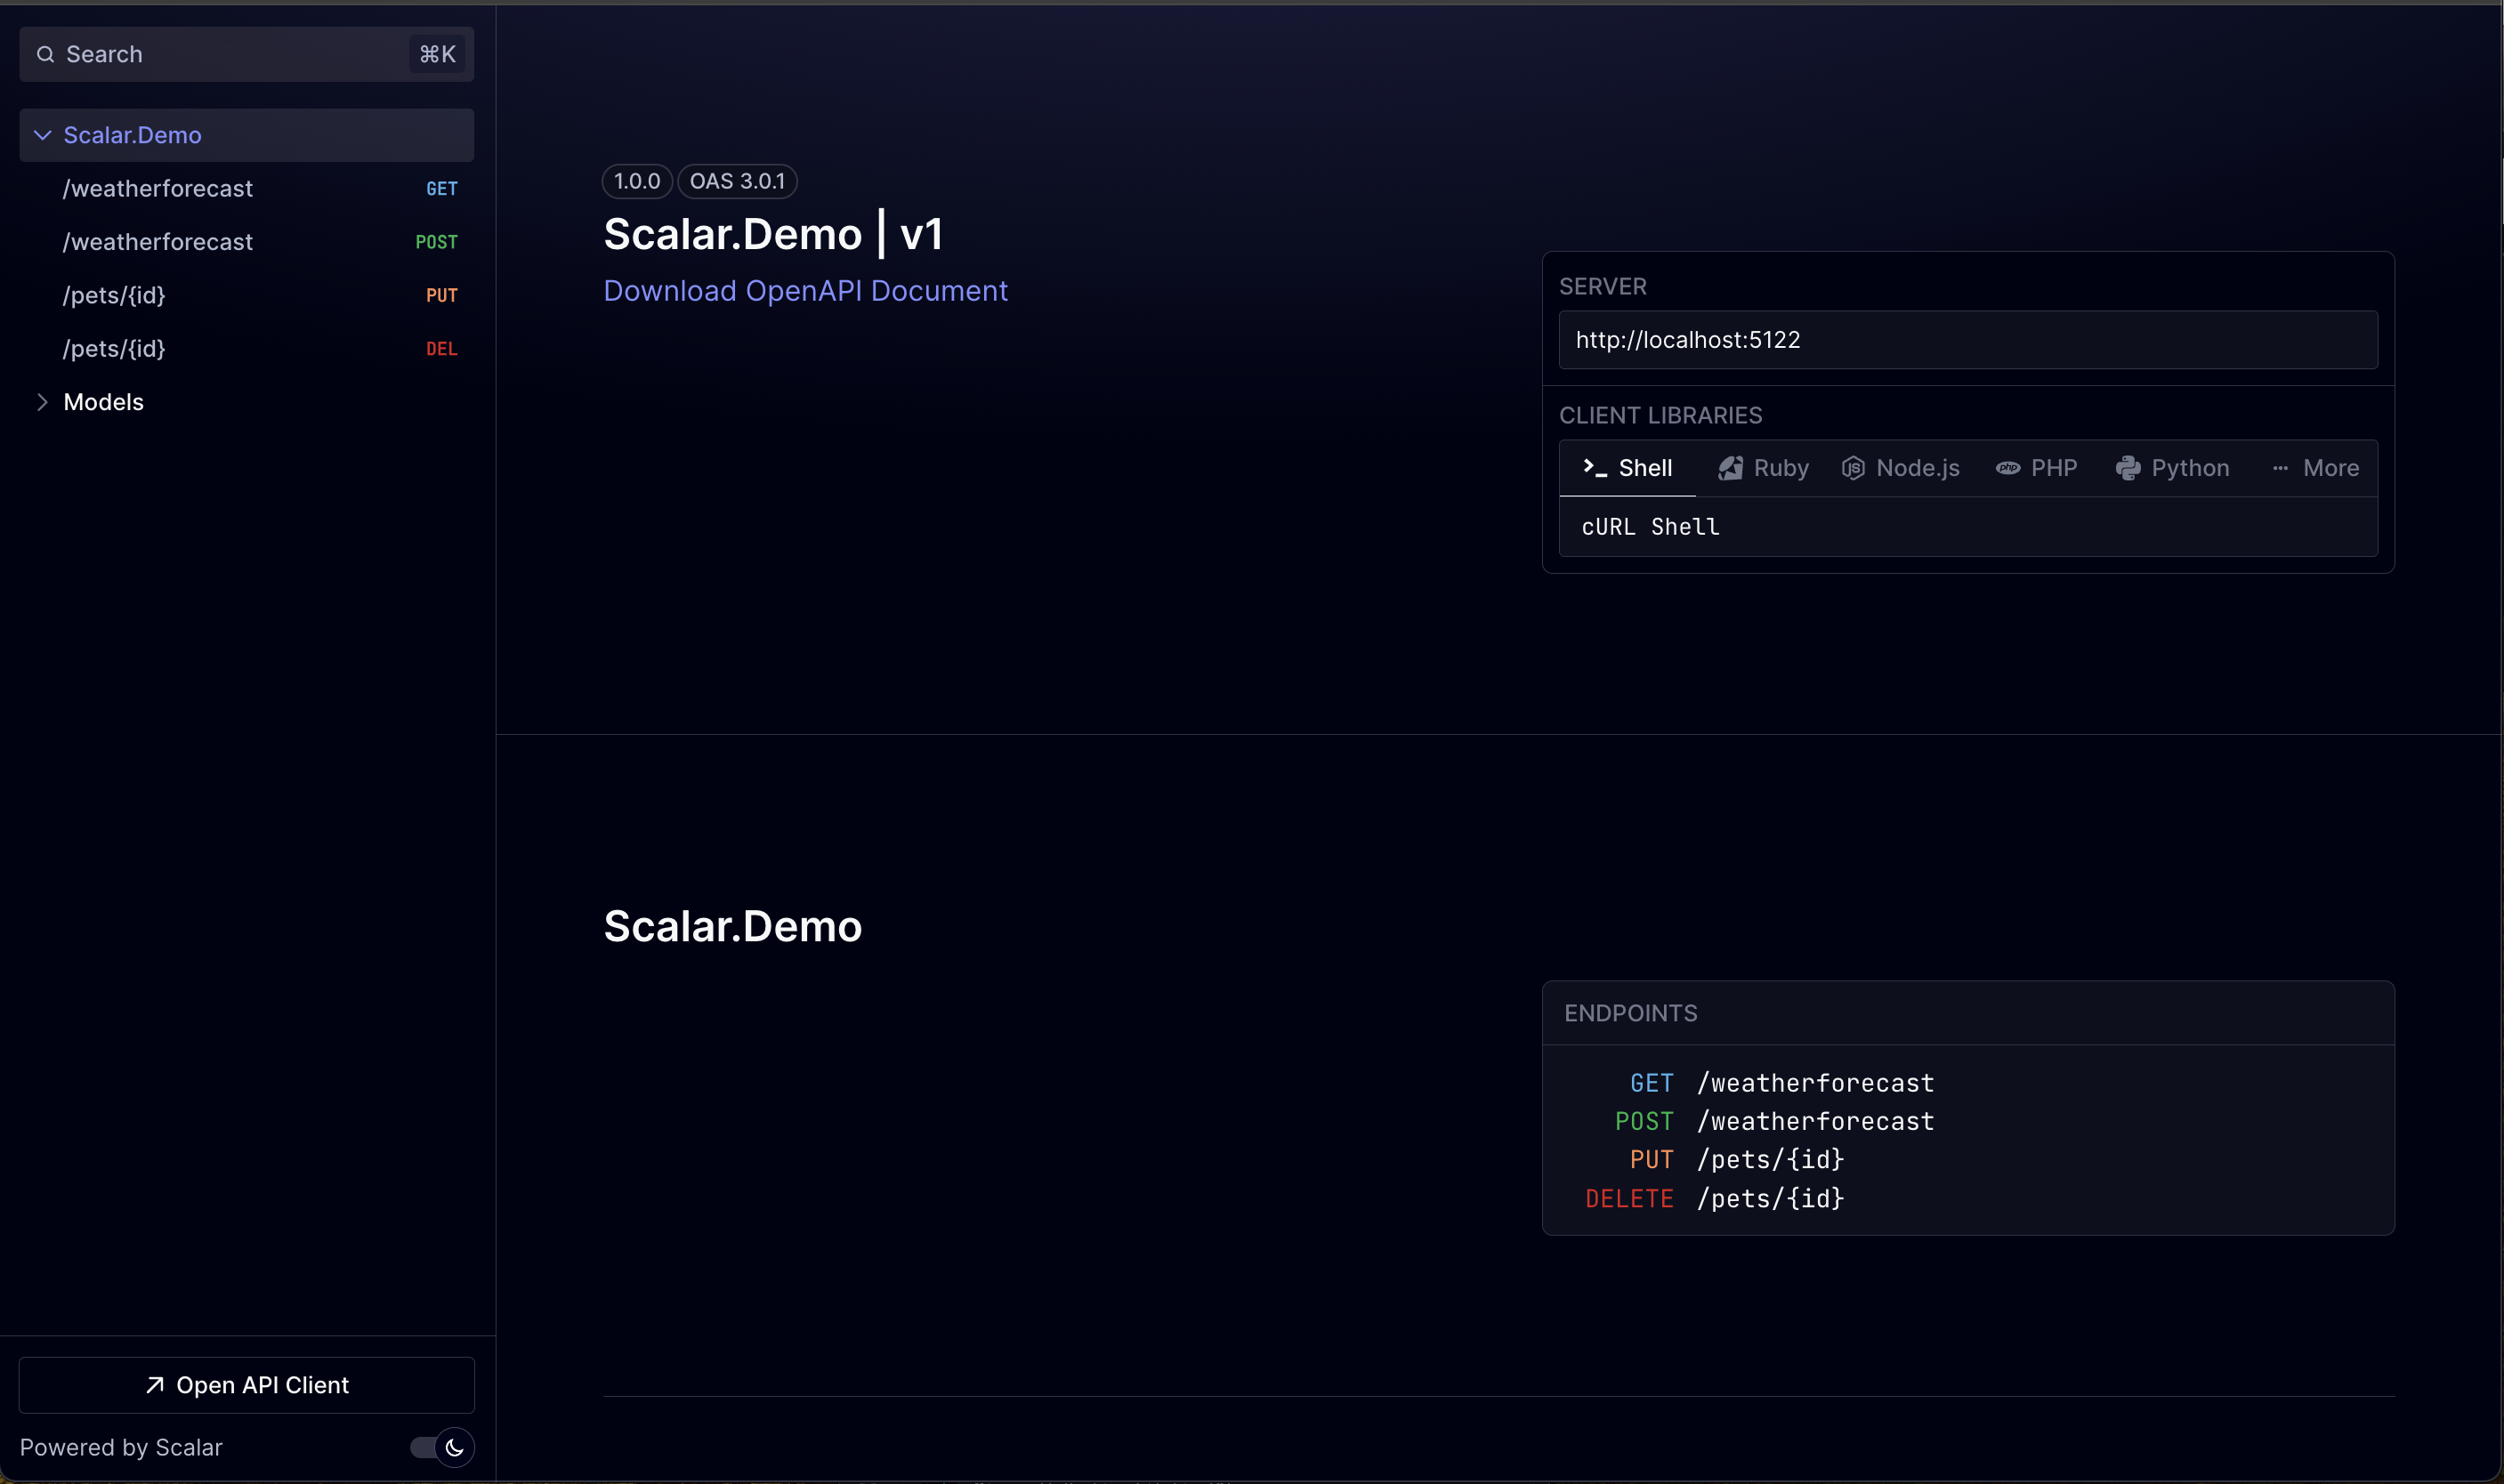 Search ⌘K
Scalar.Demo
/weatherforecast GET
/weatherforecast POST
/pets/{id} PUT
/pets/{id} DEL
Models
Open API Client
Powered by Scalar
1.0.0 OAS 3.0.1
Scalar.Demo | v1
Download OpenAPI Document
SERVER
http://localhost:5122
CLIENT LIBRARIES
Shell Ruby Node.js PHP Python ... More
cURL Shell
Scalar.Demo
ENDPOINTS
GET /weatherforecast
POST /weatherforecast
PUT /pets/{id}
DELETE /pets/{id}